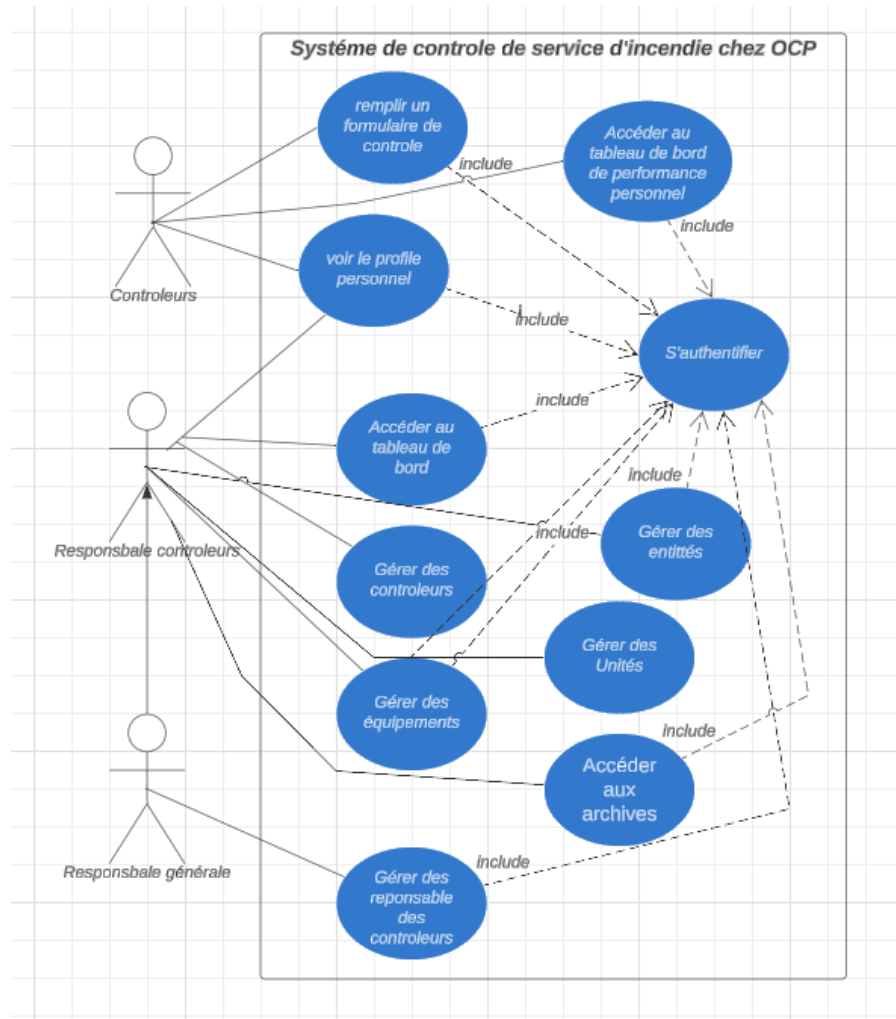 Systéme de controle de service d'incendie chez OCP
remplir un
formulaire de
controle
Accéder au
tableau de bord
de performance
personnel
include
include
voir le profile
personnel
Controleurs
include
S'authentifier
include
Accéder au
tableau de
bord
include
Gérer des
entittés
include
Responsbale controleurs
Gérer des
controleurs
Gérer des
Unités
Gérer des
équipements
include
Accéder
aux
archives
include
Responsbale générale
Gérer des
reponsable
des
controleurs